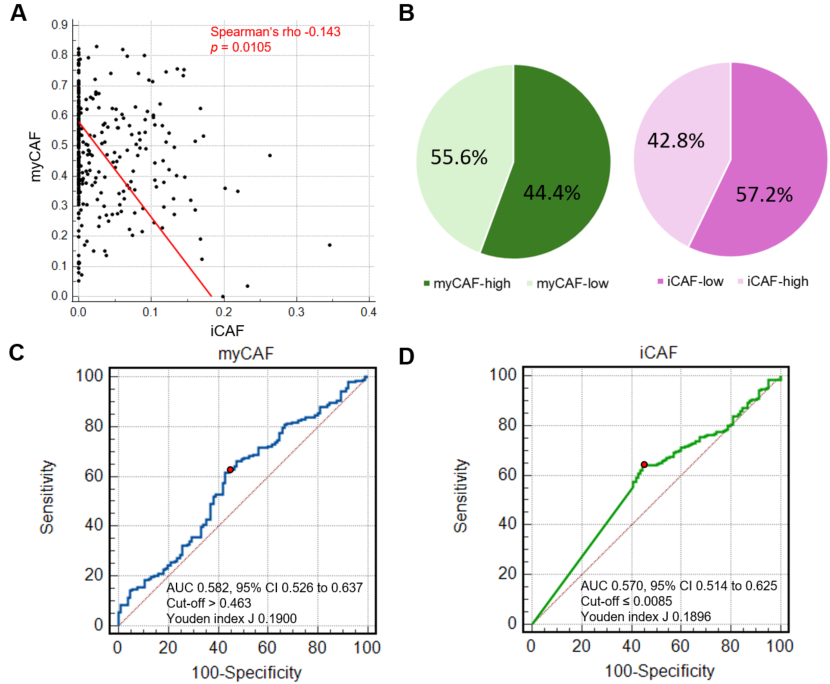 A
Spearman's rho -0.143
p = 0.0105
0.9
0.8
0.7
0.6
0.5
0.4
0.3
0.2
0.1
0.0
myCAF
0.0 0.1 0.2 0.3 0.4
iCAF
B
55.6%
44.4%
42.8%
57.2%
myCAF-high myCAF-low
iCAF-low iCAF-high
C
myCAF
100
80
60
40
20
0
Sensitivity
AUC 0.582, 95% CI 0.526 to 0.637
Cut-off > 0.463
Youden index J 0.1900
0 20 40 60 80 100
100-Specificity
D
iCAF
100
80
60
40
20
0
Sensitivity
AUC 0.570, 95% CI 0.514 to 0.625
Cut-off ≤ 0.0085
Youden index J 0.1896
0 20 40 60 80 100
100-Specificity